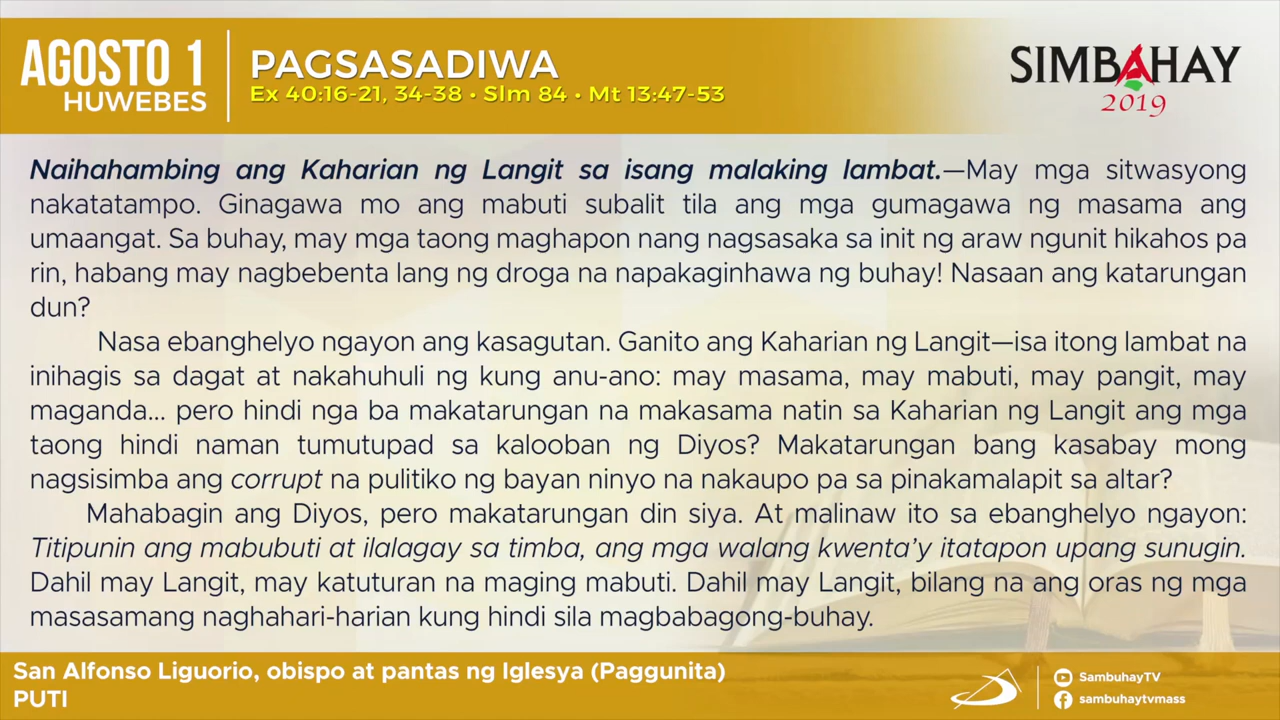 AGOSTO 1
HUWEBES
PAGSASADIWA
Ex 40:16-21, 34-38 • Slm 84 • Mt 13:47-53
SIMBAHAY
2019
Naihahambing ang Kaharian ng Langit sa isang malaking lambat.—May mga sitwasyong
nakatatampo. Ginagawa mo ang mabuti subalit tila ang mga gumagawa ng masama ang
umaangat. Sa buhay, may mga taong maghapon nang nagsasaka sa init ng araw ngunit hikahos pa
rin, habang may nagbebenta lang ng droga na napakaginhawa ng buhay! Nasaan ang katarungan
dun?
Nasa ebanghelyo ngayon ang kasagutan. Ganito ang Kaharian ng Langit—isa itong lambat na
inihagis sa dagat at nakahuhuli ng kung anu-ano: may masama, may mabuti, may pangit, may
maganda... pero hindi nga ba makatarungan na makasama natin sa Kaharian ng Langit ang mga
taong hindi naman tumutupad sa kalooban ng Diyos? Makatarungan bang kasabay mong
nagsisimba ang corrupt na pulitiko ng bayan ninyo na nakaupo pa sa pinakamalapit sa altar?
Mahabagin ang Diyos, pero makatarungan din siya. At malinaw ito sa ebanghelyo ngayon:
Titipunin ang mabubuti at ilalagay sa timba, ang mga walang kwenta'y itatapon upang sunugin.
Dahil may Langit, may katuturan na maging mabuti. Dahil may Langit, bilang na ang oras ng mga
masasamang naghahari-harian kung hindi sila magbabagong-buhay.
San Alfonso Liguorio, obispo at pantas ng Iglesya (Paggunita)
PUTI
SambuhayTV
sambuhaytvmass